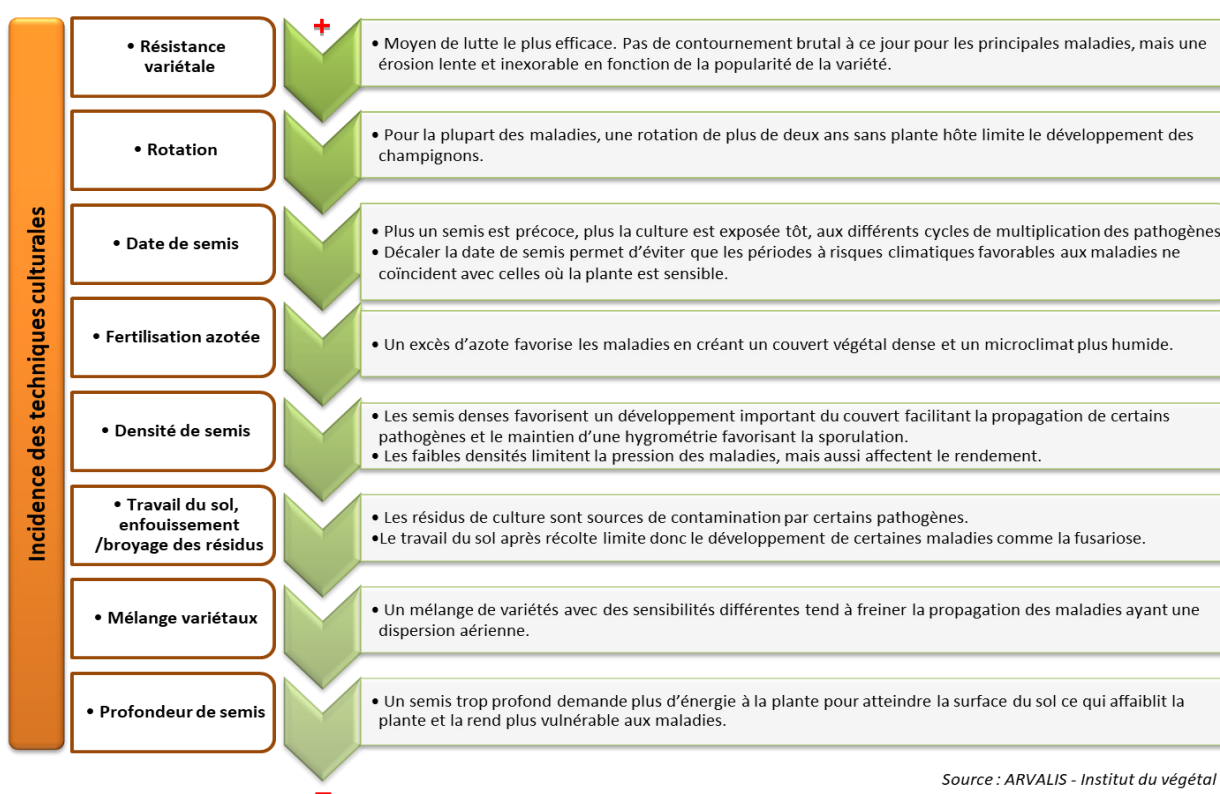 Incidence des techniques culturales
+
• Résistance
variétale
• Moyen de lutte le plus efficace. Pas de contournement brutal à ce jour pour les principales maladies, mais une
érosion lente et inexorable en fonction de la popularité de la variété.
• Rotation
• Pour la plupart des maladies, une rotation de plus de deux ans sans plante hôte limite le développement des
champignons.
• Date de semis
• Plus un semis est précoce, plus la culture est exposée tôt, aux différents cycles de multiplication des pathogènes
• Décaler la date de semis permet d’éviter que les périodes à risques climatiques favorables aux maladies ne
coïncident avec celles où la plante est sensible.
• Fertilisation azotée
• Un excès d’azote favorise les maladies en créant un couvert végétal dense et un microclimat plus humide.
• Densité de semis
• Les semis denses favorisent un développement important du couvert facilitant la propagation de certains
pathogènes et le maintien d’une hygrométrie favorisant la sporulation.
• Les faibles densités limitent la pression des maladies, mais aussi affectent le rendement.
• Travail du sol,
enfouissement
/broyage des résidus
• Les résidus de culture sont sources de contamination par certains pathogènes.
•Le travail du sol après récolte limite donc le développement de certaines maladies comme la fusariose.
• Mélange variétaux
• Un mélange de variétés avec des sensibilités différentes tend à freiner la propagation des maladies ayant une
dispersion aérienne.
• Profondeur de semis
• Un semis trop profond demande plus d’énergie à la plante pour atteindre la surface du sol ce qui affaiblit la
plante et la rend plus vulnérable aux maladies.
Source : ARVALIS - Institut du végétal